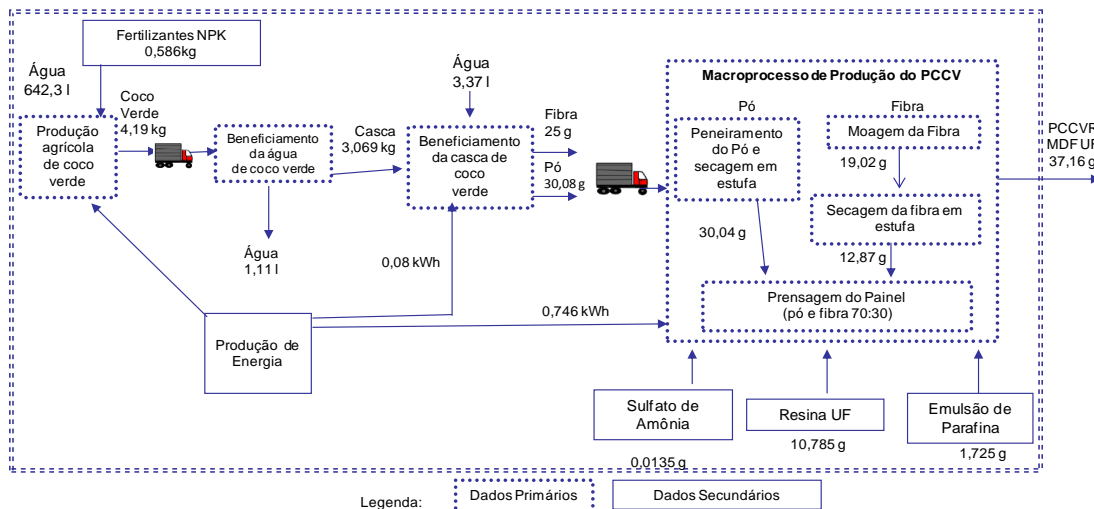 Fertilizantes NPK
0,586kg
Água
642,3 l
Produção
agrícola
de coco
verde
Coco
Verde
4,19 kg
Beneficiamento
da água
de coco verde
Água
1,11 l
Casca
3,069 kg
Água
3,37 l
Beneficiamento
da casca de
coco
verde
Fibra
25 g
Pó
30,08 g
0,08 kWh
0,746 kWh
Produção de
Energia
Macroprocesso de Produção do PCCV
Pó
Peneiramento
do Pó e
secagem em
estufa
30,04 g
Fibra
Moagem da Fibra
19,02 g
Secagem da fibra em
estufa
12,87 g
Prensagem do Painel
(pó e fibra 70:30)
PCCVR
MDF UF
37,16 g
Sulfato de
Amônia
0,0135 g
Resina UF
10,785 g
Emulsão de
Parafina
1,725 g
Legenda:
Dados Primários
Dados Secundários